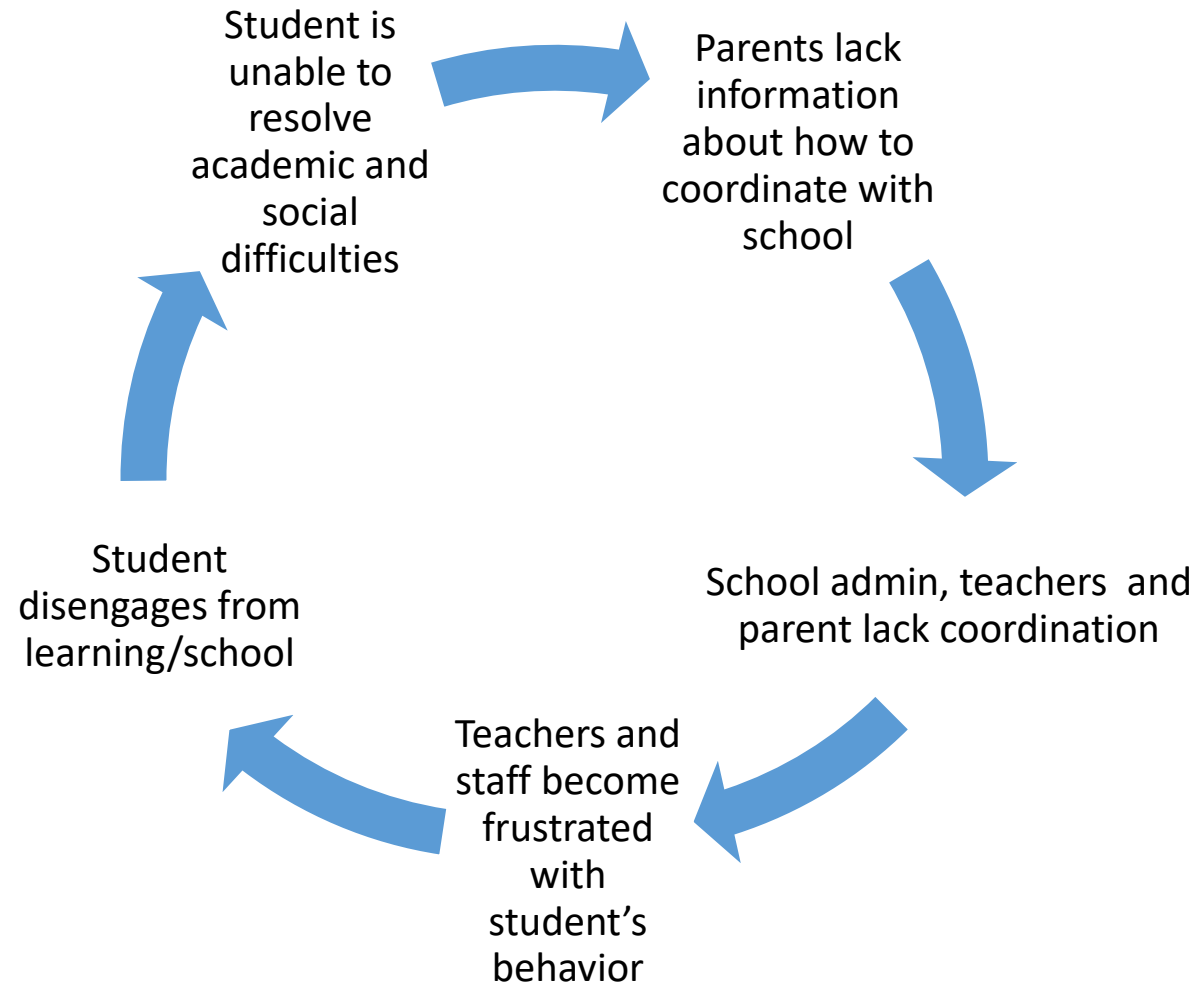 Student is
unable to
resolve
academic and
social
difficulties
Parents lack
information
about how to
coordinate with
school
School admin, teachers  and
parent lack coordination
Teachers and
staff become
frustrated
with
student’s
behavior
Student
disengages from
learning/school